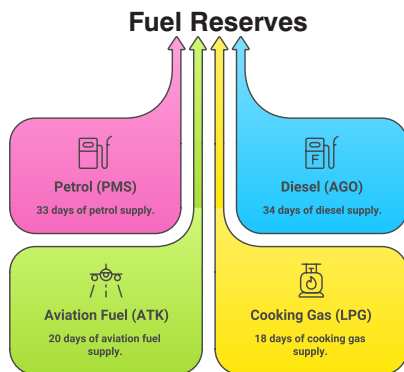 Fuel Reserves
F
Petrol (PMS)
33 days of petrol supply.
Diesel (AGO)
34 days of diesel supply.
Aviation Fuel (ATK)
20 days of aviation fuel
supply.
Cooking Gas (LPG)
18 days of cooking gas
supply.